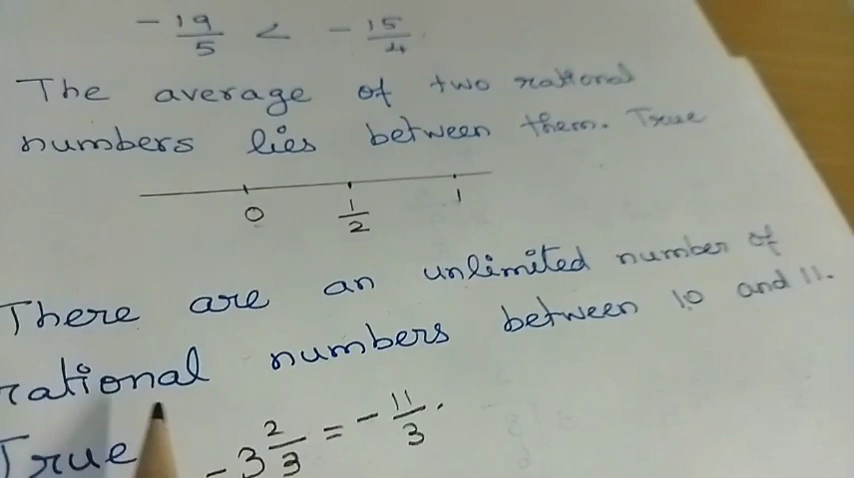 -19/5 < -15/4
The average of two rational
numbers lies between them. True
0 1/2 1
There are an unlimited number of
rational numbers between 10 and 11.
True -3 2/3 = -11/3.